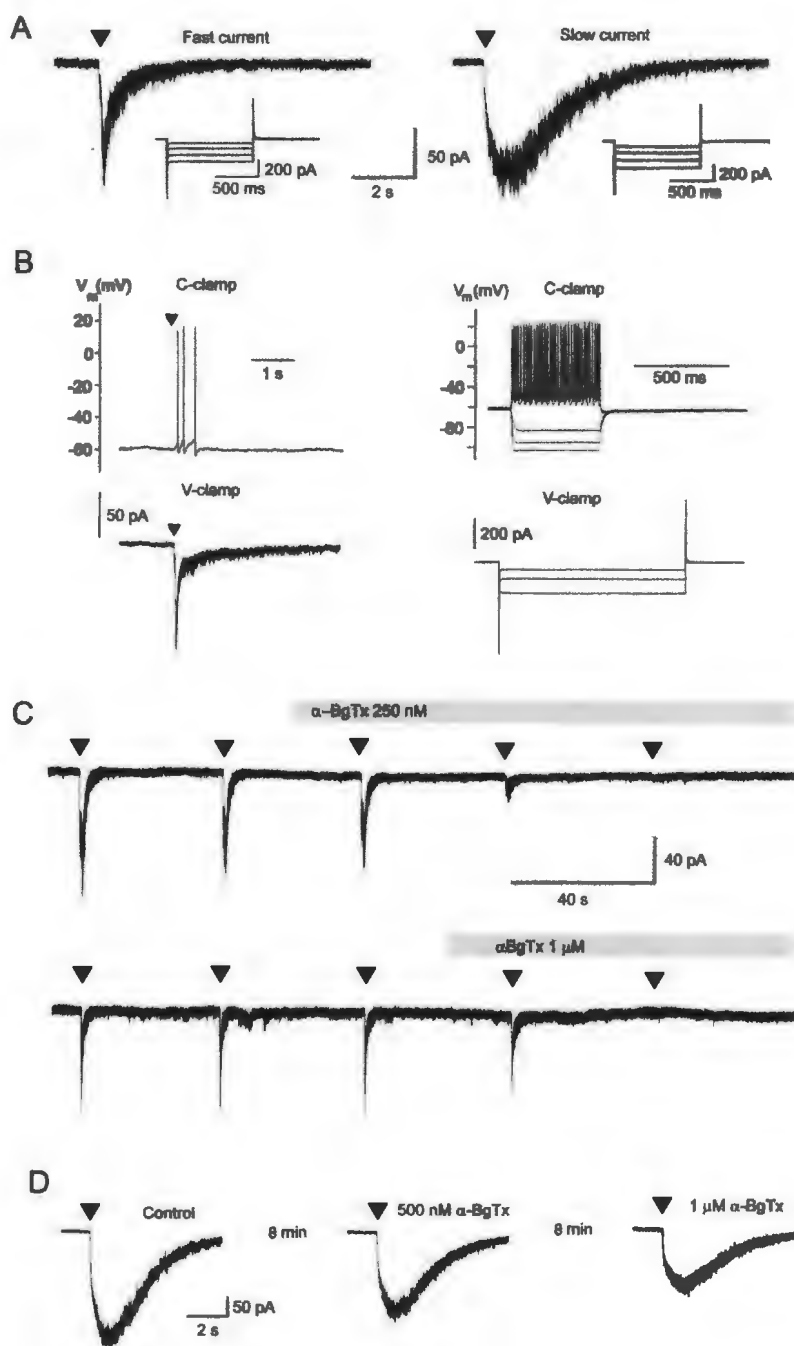 A
Fast current
Slow current
200 pA
500 ms
50 pA
2 s
200 pA
500 ms
B
Vm(mV)
C-clamp
20
0
-20
-40
-60
1 s
Vm(mV)
C-clamp
0
-40
-80
500 ms
V-clamp
50 pA
V-clamp
200 pA
C
α-BgTx 250 nM
40 pA
40 s
αBgTx 1 μM
D
Control
8 min
500 nM α-BgTx
8 min
1 μM α-BgTx
50 pA
2 s